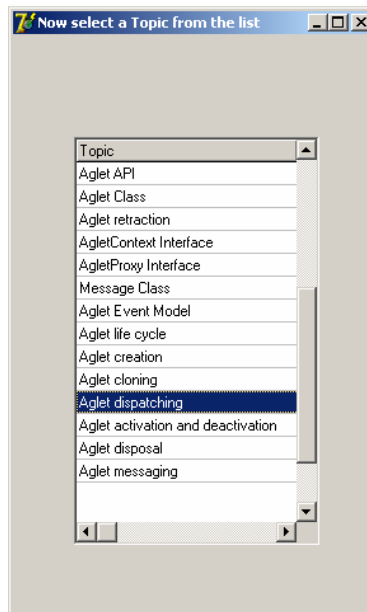 Now select a Topic from the list
Topic
Aglet API
Aglet Class
Aglet retraction
AgletContext Interface
AgletProxy Interface
Message Class
Aglet Event Model
Aglet life cycle
Aglet creation
Aglet cloning
Aglet dispatching
Aglet activation and deactivation
Aglet disposal
Aglet messaging